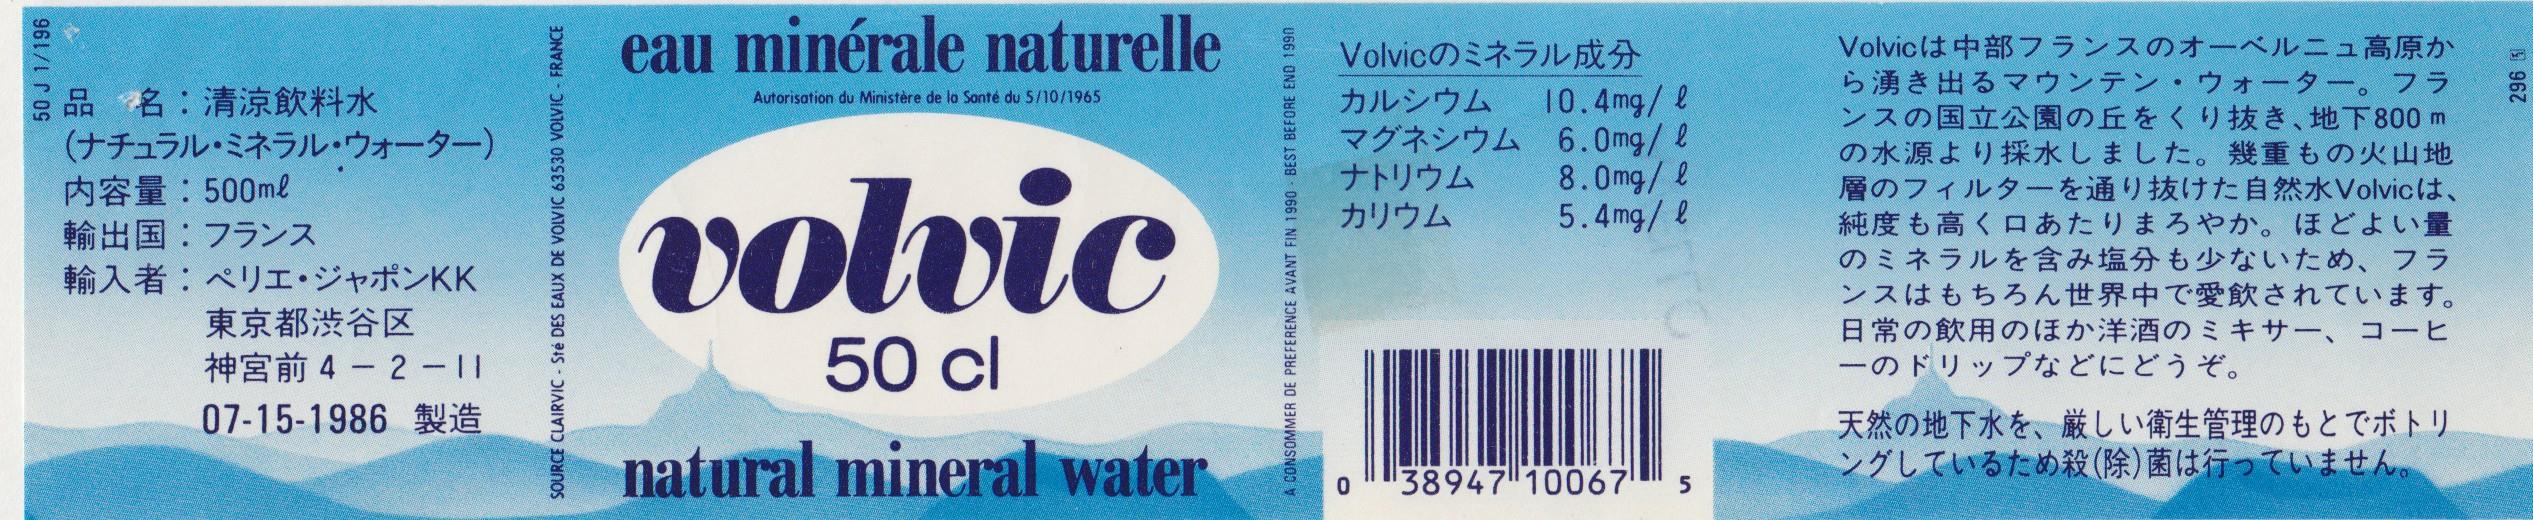 50 J 1/196
品　名：清涼飲料水
(ナチュラル・ミネラル・ウォーター)
内容量：500mℓ
輸出国：フランス
輸入者：ペリエ・ジャポンKK
東京都渋谷区
神宮前 4 − 2 − 11
07-15-1986 製造
SOURCE CLAIRVIC - Sté DES EAUX DE VOLVIC 63530 VOLVIC - FRANCE
eau minérale naturelle
Autorisation du Ministère de la Santé du 5/10/1965
volvic
50 cl
natural mineral water
A CONSOMMER DE PREFERENCE AVANT FIN 1990 - BEST BEFORE END 1990
Volvicのミネラル成分
カルシウム 10.4mg/ℓ
マグネシウム 6.0mg/ℓ
ナトリウム 8.0mg/ℓ
カリウム 5.4mg/ℓ
0 38947 10067 5
Volvicは中部フランスのオーベルニュ高原か
ら湧き出るマウンテン・ウォーター。フラ
ンスの国立公園の丘をくり抜き、地下800m
の水源より採水しました。幾重もの火山地
層のフィルターを通り抜けた自然水Volvicは、
純度も高く口あたりまろやか。ほどよい量
のミネラルを含み塩分も少ないため、フラ
ンスはもちろん世界中で愛飲されています。
日常の飲用のほか洋酒のミキサー、コーヒ
ーのドリップなどにどうぞ。
天然の地下水を、厳しい衛生管理のもとでボトリ
ングしているため殺(除)菌は行っていません。
296